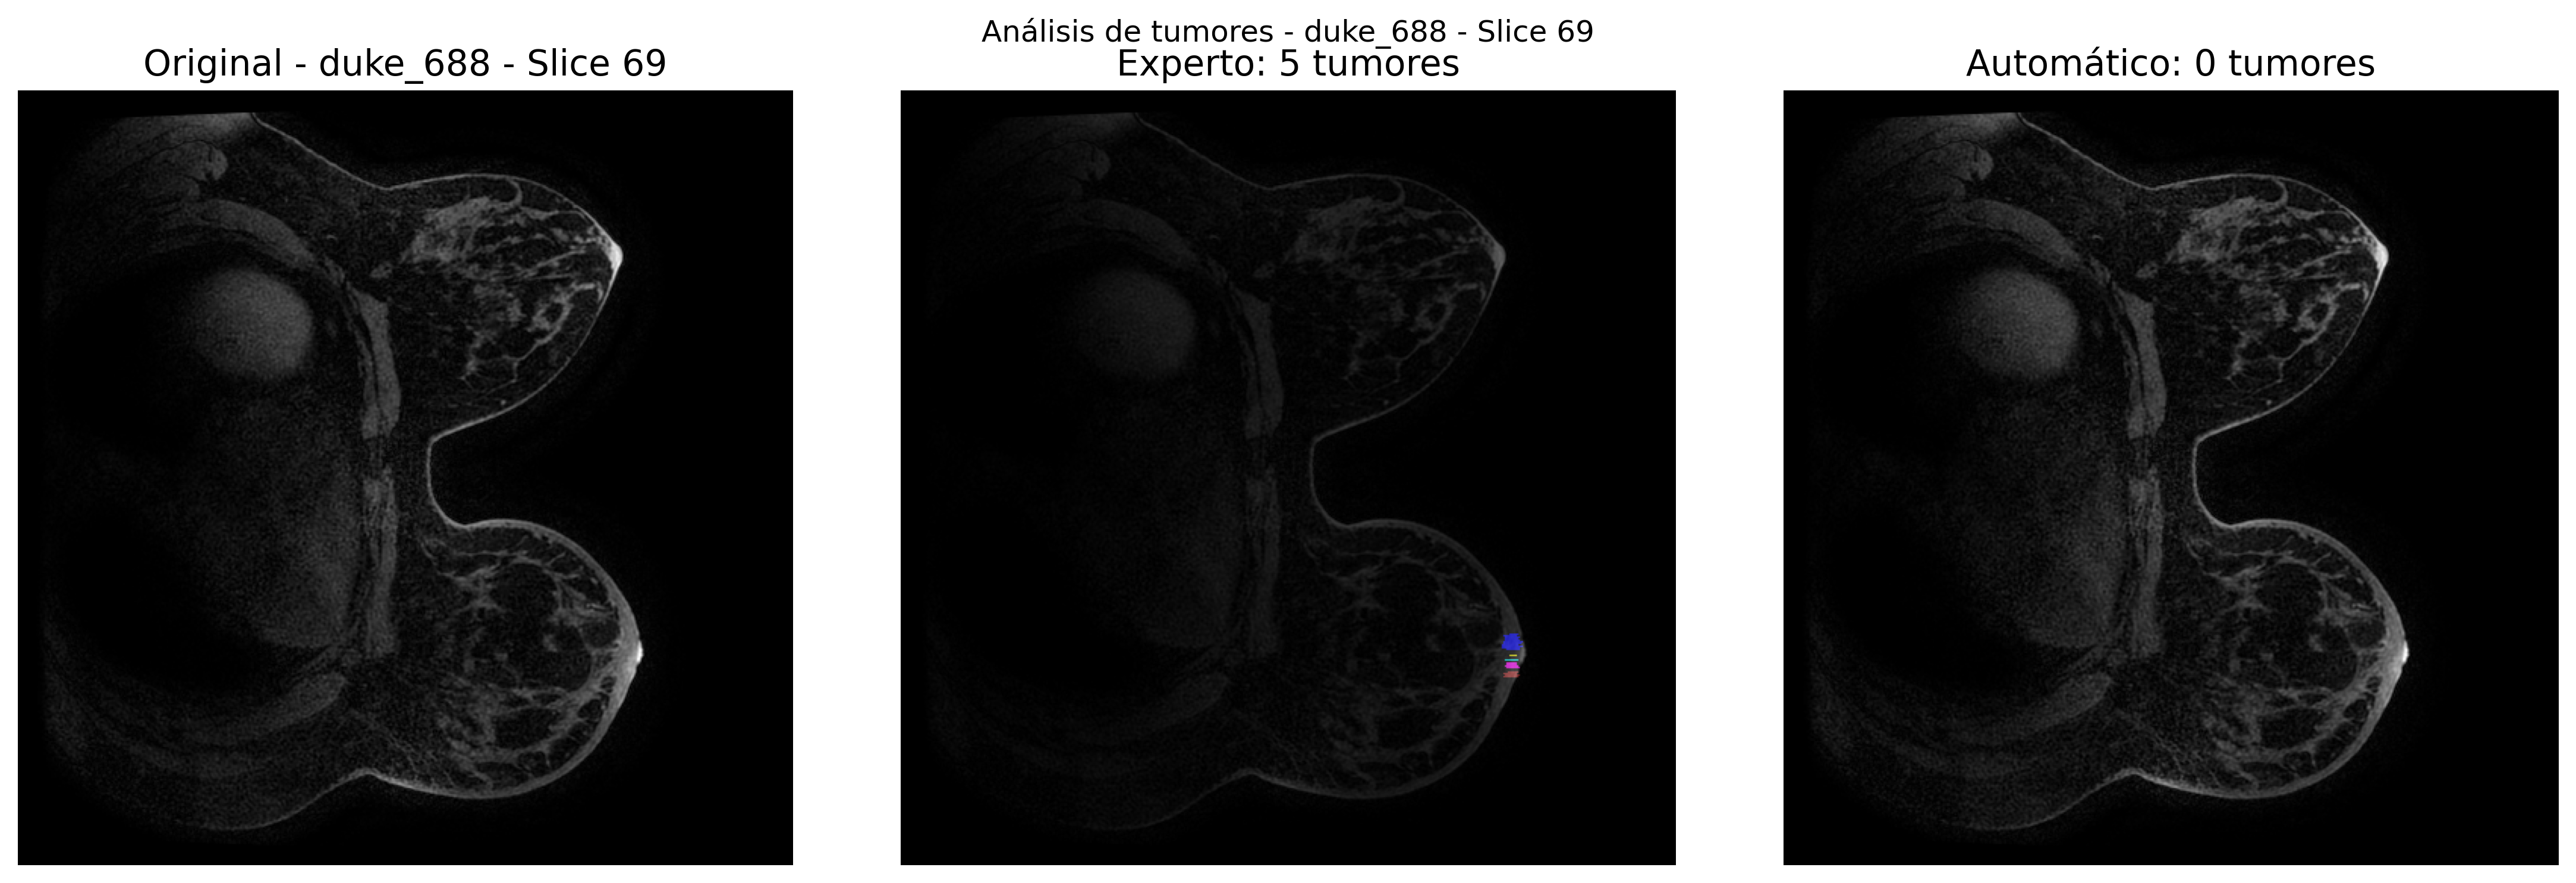 Análisis de tumores - duke_688 - Slice 69
Original - duke_688 - Slice 69
Experto: 5 tumores
Automático: 0 tumores